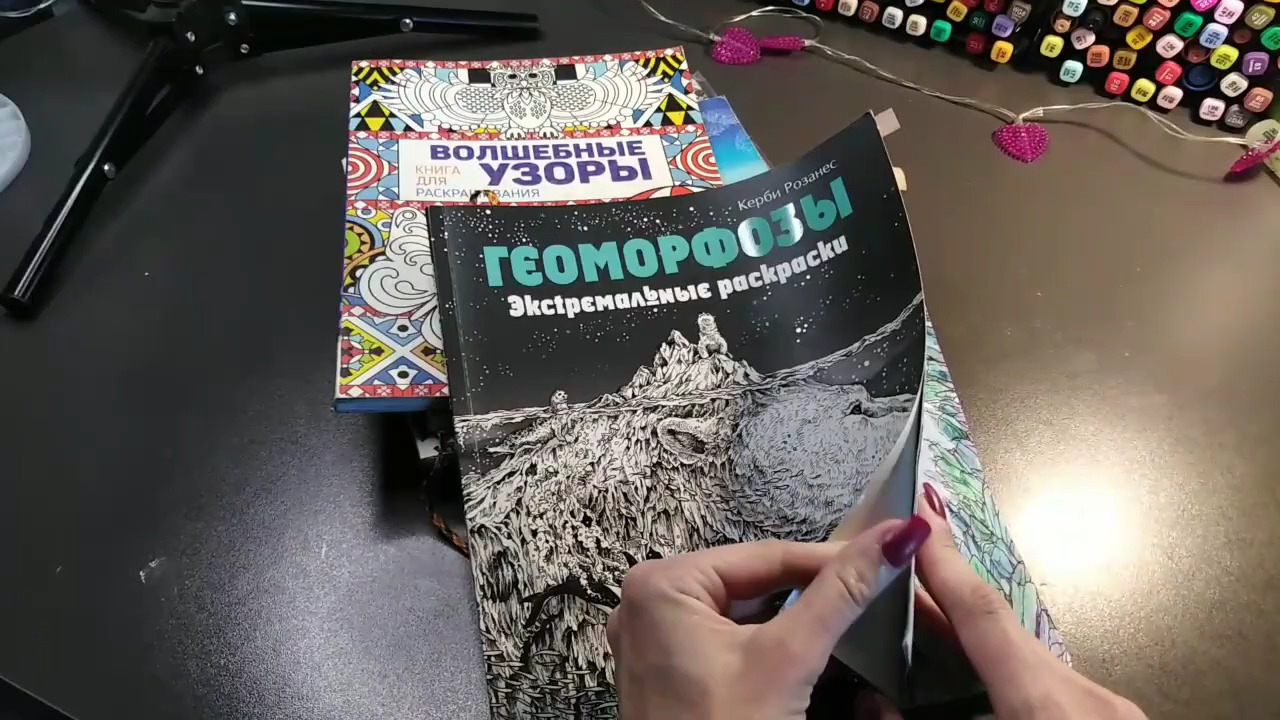 ВОЛШЕБНЫЕ
УЗОРЫ
КНИГА
ДЛЯ
РАСКРАШИВАНИЯ
Керби Розанес
ГЕОМОРФОЗЫ
Экстремальные раскраски